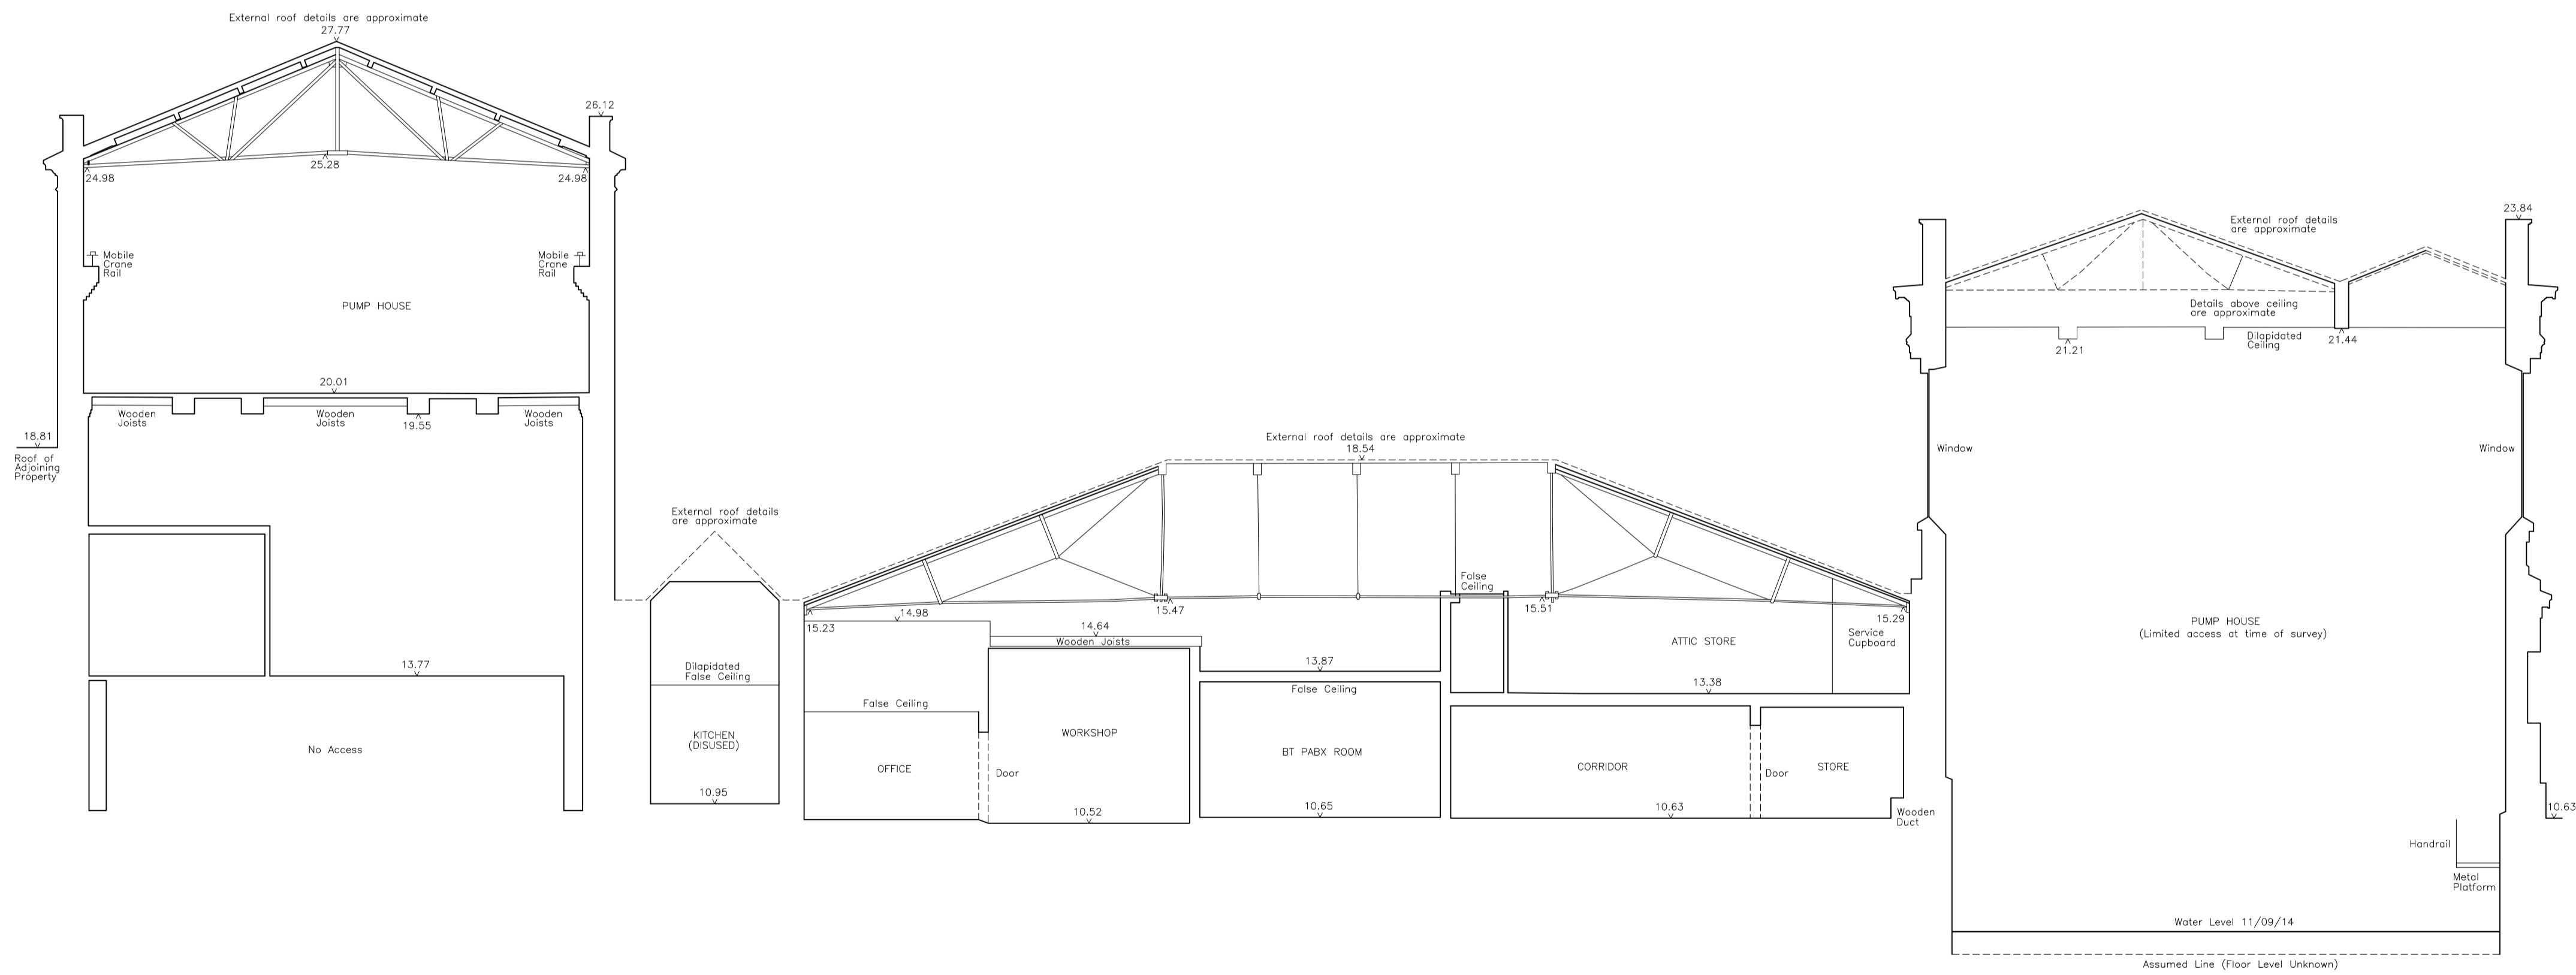 External roof details are approximate
27.77
26.12
25.28
24.98
24.98
Mobile
Crane
Rail
Mobile
Crane
Rail
PUMP HOUSE
20.01
Wooden
Joists
Wooden
Joists
19.55
Wooden
Joists
18.81
Roof of
Adjoining
Property
13.77
No Access
External roof details
are approximate
Dilapidated
False Ceiling
KITCHEN
(DISUSED)
10.95
External roof details are approximate
18.54
15.23
14.98
15.47
15.51
15.29
False
Ceiling
14.64
Wooden Joists
13.87
False Ceiling
ATTIC STORE
Service
Cupboard
13.38
False Ceiling
OFFICE
Door
WORKSHOP
10.52
BT PABX ROOM
10.65
CORRIDOR
10.63
Door
STORE
Wooden
Duct
23.84
External roof details
are approximate
Details above ceiling
are approximate
21.21
Dilapidated
Ceiling
21.44
Window
Window
PUMP HOUSE
(Limited access at time of survey)
10.63
Handrail
Metal
Platform
Water Level 11/09/14
Assumed Line (Floor Level Unknown)